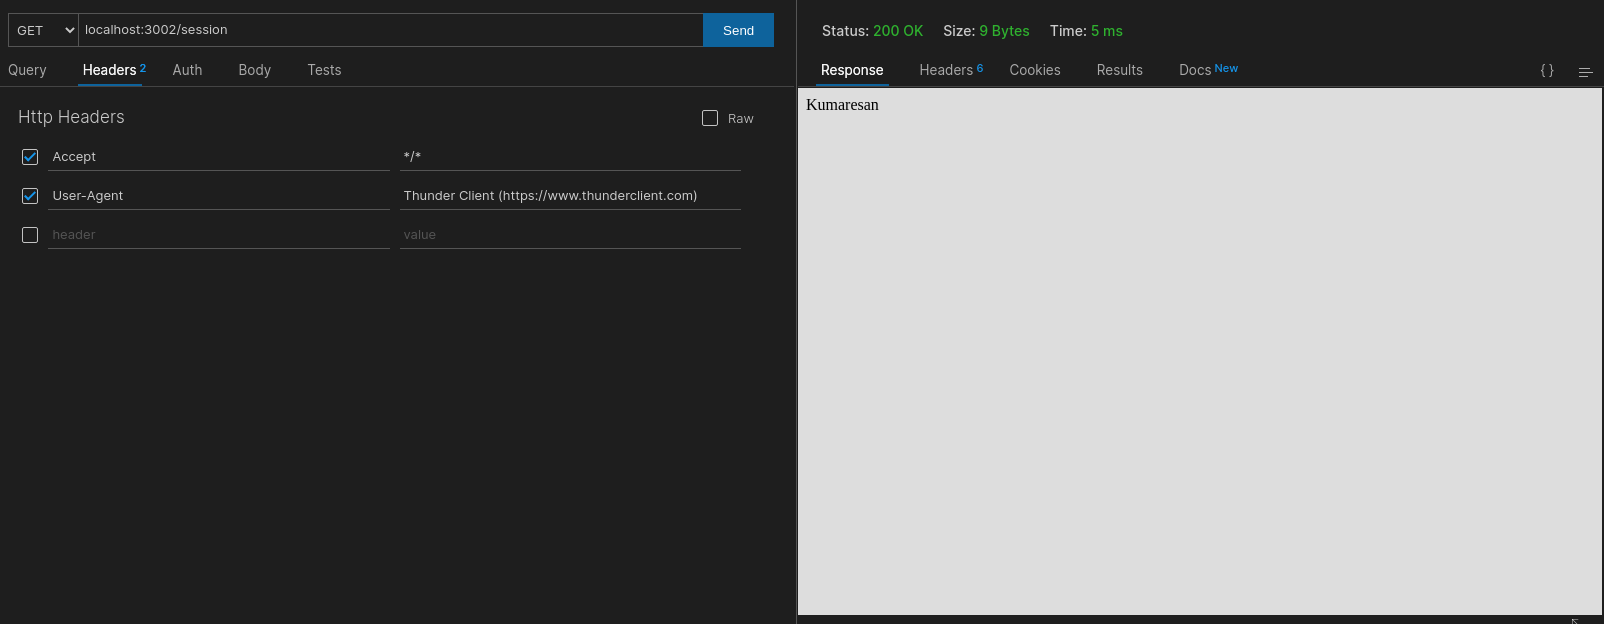 GET localhost:3002/session Send
Query Headers 2 Auth Body Tests
Http Headers Raw
Accept */*
User-Agent Thunder Client (https://www.thunderclient.com)
header value
Status: 200 OK Size: 9 Bytes Time: 5 ms
Response Headers 6 Cookies Results Docs New { }
Kumaresan